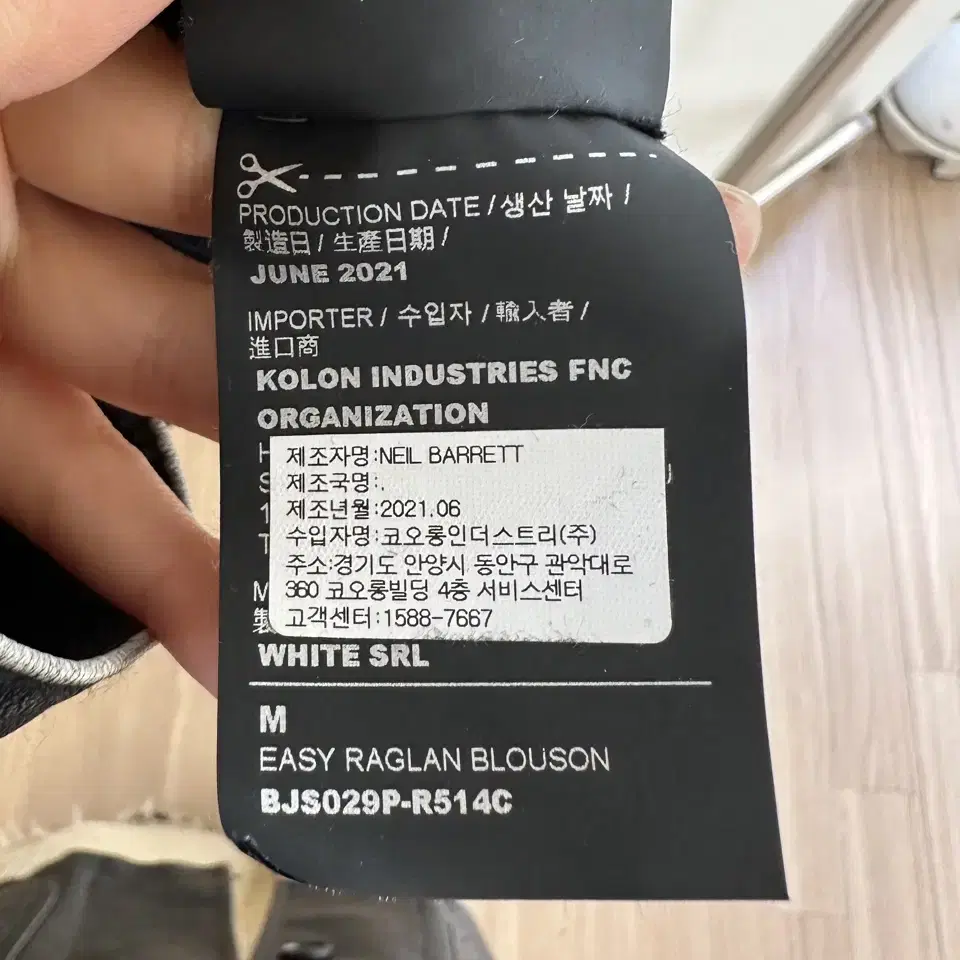 PRODUCTION DATE / 생산 날짜 /
製造日 / 生產日期 /
JUNE 2021
IMPORTER / 수입자 / 輸入者 /
進口商
KOLON INDUSTRIES FNC
ORGANIZATION
제조자명:NEIL BARRETT
제조국명:.
제조년월:2021.06
수입자명:코오롱인더스트리(주)
주소:경기도 안양시 동안구 관악대로
360 코오롱빌딩 4층 서비스센터
고객센터:1588-7667
WHITE SRL
M
EASY RAGLAN BLOUSON
BJS029P-R514C